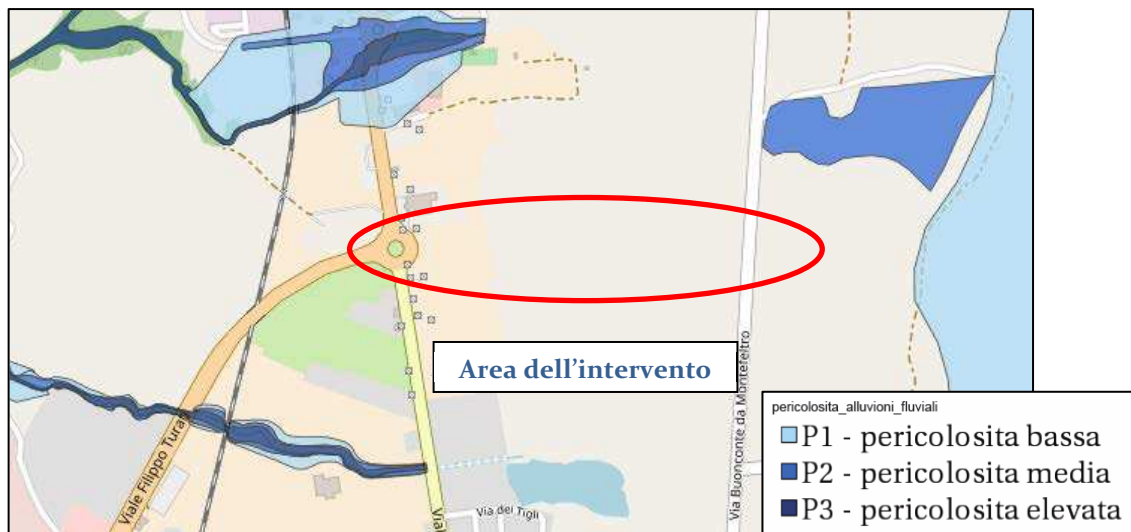 Area dell'intervento
Viale Filippo Turati
Via Buonconte da Montefeltro
Via dei Tigli
Viale
pericolosita_alluvioni_fluviali
P1 - pericolosita bassa
P2 - pericolosita media
P3 - pericolosita elevata